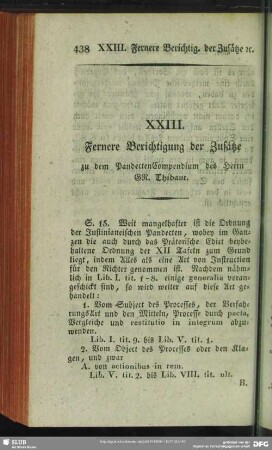 438 XXIII. Fernere Berichtig. der Zusätze ꝛc.
XXIII.
Fernere Berichtigung der Zusätze
zu dem PandectenCompendium des Herrn
GR. Thibaut.
S. 15. Weit mangelhafter ist die Ordnung
der Justinianeischen Pandecten, wobey im Gan-
zen die auch durch das Prätorische Edict beybe-
haltene Ordnung der XII Tafeln zum Grund
liegt, indem Alles als eine Art von Instruction
für den Richter genommen ist. Nachdem nähm-
lich in Lib. I. tit. 1-8. einige generalia voran-
geschickt sind, so wird weiter auf diese Art ge-
handelt:
1. Vom Subject des Processes, der Verfah-
rungsArt und den Mitteln, Processe durch pacta,
Vergleiche und restitutio in integrum abzu-
wenden.
Lib. I. tit. 9. bis Lib. V. tit. 1.
2. Vom Object des Processes oder den Kla-
gen, und zwar
A. von actionibus in rem.
Lib. V. tit. 2. bis Lib. VIII. tit. ult.
B.
SLUB